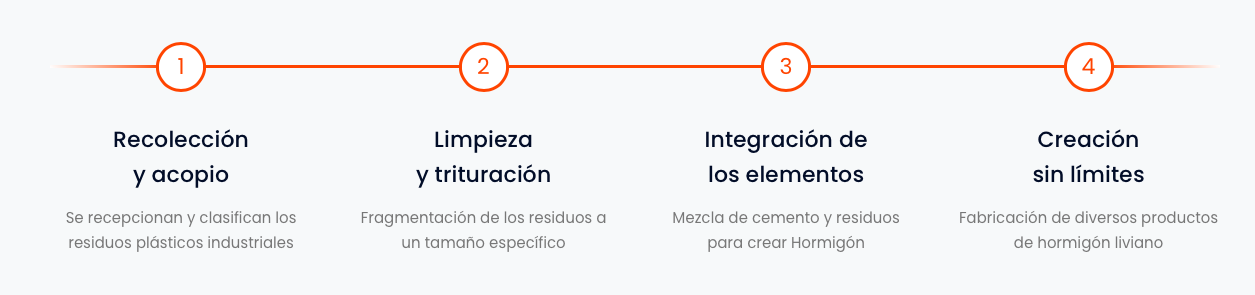 1
2
3
4
Recolección
y acopio
Se recepcionan y clasifican los
residuos plásticos industriales
Limpieza
y trituración
Fragmentación de los residuos a
un tamaño específico
Integración de
los elementos
Mezcla de cemento y residuos
para crear Hormigón
Creación
sin límites
Fabricación de diversos productos
de hormigón liviano